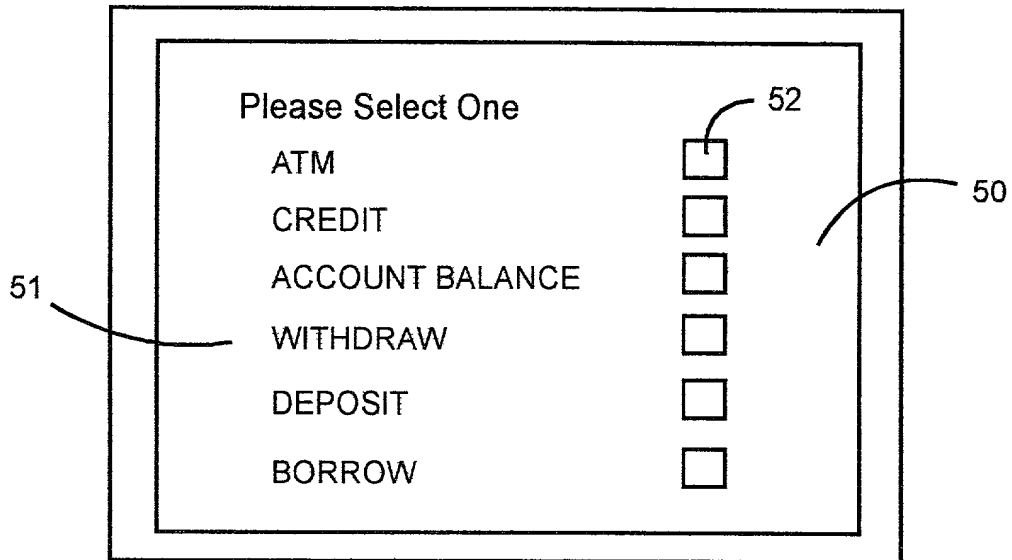 Please Select One
52
ATM
50
CREDIT
ACCOUNT BALANCE
51
WITHDRAW
DEPOSIT
BORROW